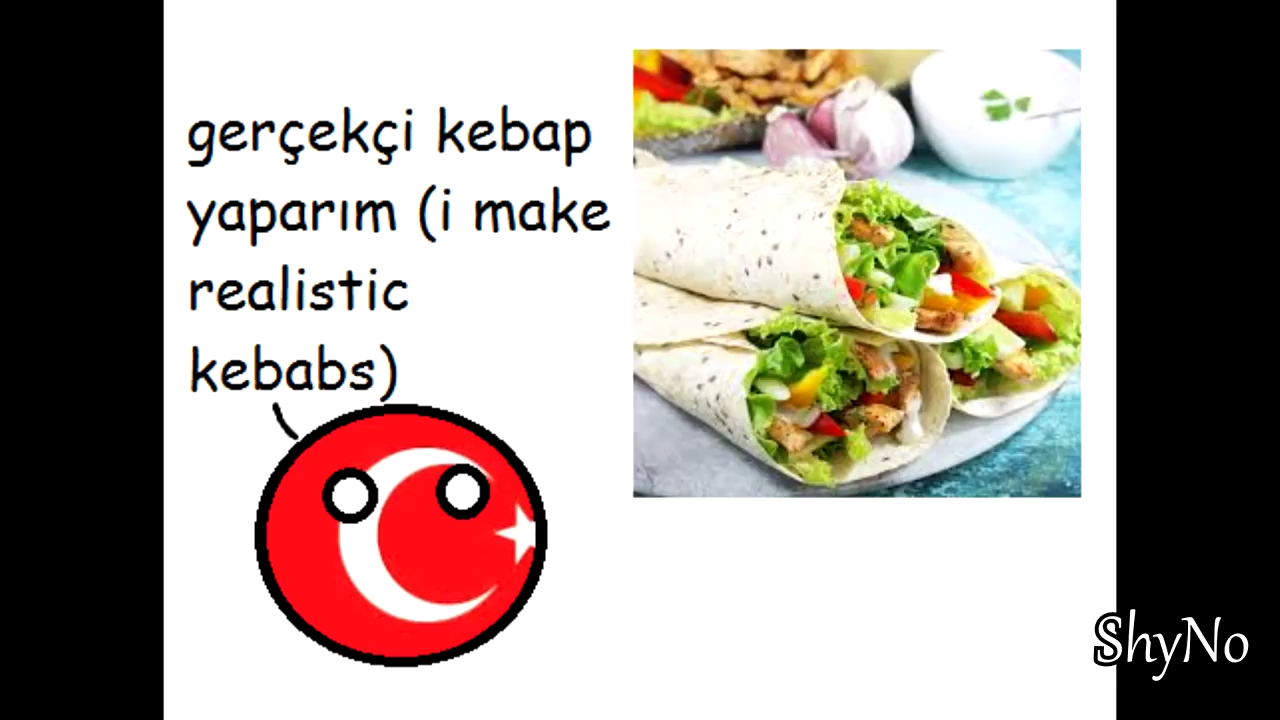 gerçekçi kebap
yaparım (i make
realistic
kebabs)
ShyNo